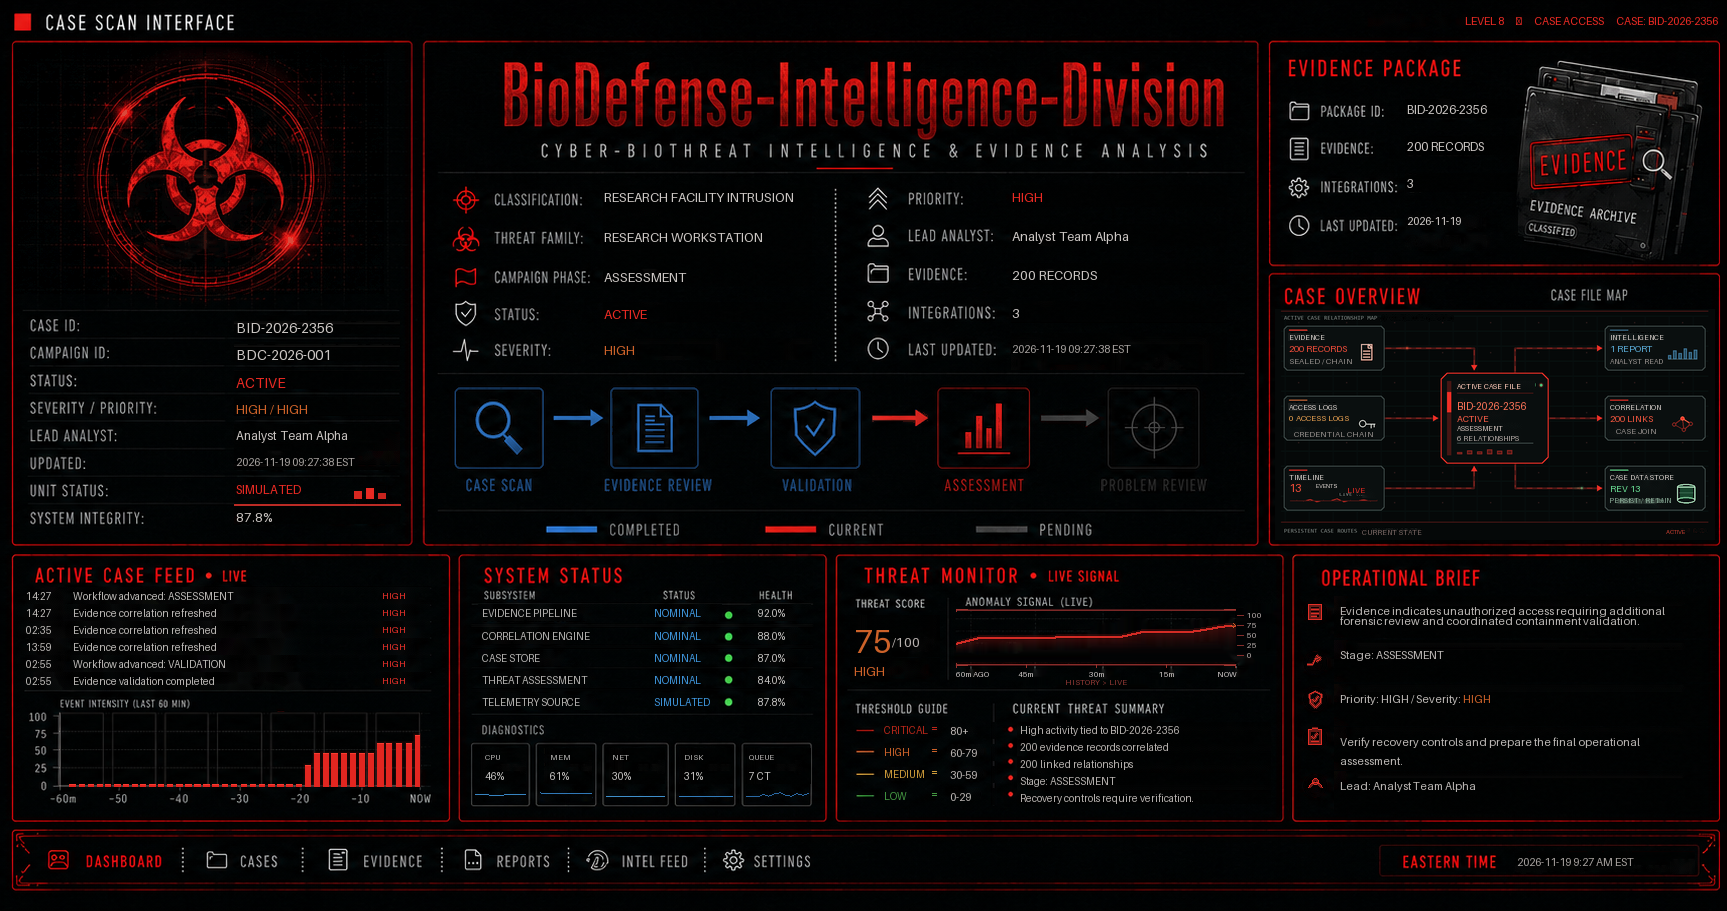 CASE SCAN INTERFACE
LEVEL 8 CASE ACCESS CASE: BID-2026-2356
CASE ID: BID-2026-2356
CAMPAIGN ID: BDC-2026-001
STATUS: ACTIVE
SEVERITY / PRIORITY: HIGH / HIGH
LEAD ANALYST: Analyst Team Alpha
UPDATED: 2026-11-19 09:27:38 EST
UNIT STATUS: SIMULATED
SYSTEM INTEGRITY: 87.8%
BioDefense-Intelligence-Division
CYBER-BIOTHREAT INTELLIGENCE & EVIDENCE ANALYSIS
CLASSIFICATION: RESEARCH FACILITY INTRUSION
THREAT FAMILY: RESEARCH WORKSTATION
CAMPAIGN PHASE: ASSESSMENT
STATUS: ACTIVE
SEVERITY: HIGH
PRIORITY: HIGH
LEAD ANALYST: Analyst Team Alpha
EVIDENCE: 200 RECORDS
INTEGRATIONS: 3
LAST UPDATED: 2026-11-19 09:27:38 EST
CASE SCAN
EVIDENCE REVIEW
VALIDATION
ASSESSMENT
PROBLEM REVIEW
COMPLETED
CURRENT
PENDING
EVIDENCE PACKAGE
PACKAGE ID: BID-2026-2356
EVIDENCE: 200 RECORDS
INTEGRATIONS: 3
LAST UPDATED: 2026-11-19
EVIDENCE
EVIDENCE ARCHIVE
CLASSIFIED
CASE OVERVIEW
CASE FILE MAP
ACTIVE CASE RELATIONSHIP MAP
EVIDENCE
200 RECORDS
SEALED / CHAIN
ACCESS LOGS
0 ACCESS LOGS
CREDENTIAL CHAIN
TIMELINE
13 EVENTS
LIVE
ACTIVE CASE FILE
BID-2026-2356
ACTIVE
ASSESSMENT
6 RELATIONSHIPS
INTELLIGENCE
1 REPORT
ANALYST READ
CORRELATION
200 LINKS
CASE JOIN
CASE DATASTORE
REV 13
PERSISTENT CASE ROUTES CURRENT STATE
ACTIVE
ACTIVE CASE FEED • LIVE
14:27 Workflow advanced: ASSESSMENT HIGH
14:27 Evidence correlation refreshed HIGH
02:35 Evidence correlation refreshed HIGH
13:59 Evidence correlation refreshed HIGH
02:55 Workflow advanced: VALIDATION HIGH
02:55 Evidence validation completed HIGH
EVENT INTENSITY (LAST 60 MIN)
100
75
50
25
0
-60m -50 -40 -30 -20 -10 NOW
SYSTEM STATUS
SUBSYSTEM STATUS HEALTH
EVIDENCE PIPELINE NOMINAL 92.0%
CORRELATION ENGINE NOMINAL 88.0%
CASE STORE NOMINAL 87.0%
THREAT ASSESSMENT NOMINAL 84.0%
TELEMETRY SOURCE SIMULATED 87.8%
DIAGNOSTICS
CPU MEM NET DISK QUEUE
46% 61% 30% 31% 7 CT
THREAT MONITOR • LIVE SIGNAL
THREAT SCORE
75/100
HIGH
ANOMALY SIGNAL (LIVE)
100
75
50
25
0
60m AGO 45m 30m 15m NOW
HISTORY > LIVE
THRESHOLD GUIDE
CRITICAL = 80+
HIGH = 60-79
MEDIUM = 30-59
LOW = 0-29
CURRENT THREAT SUMMARY
• High activity tied to BID-2026-2356
• 200 evidence records correlated
• 200 linked relationships
• Stage: ASSESSMENT
• Recovery controls require verification.
OPERATIONAL BRIEF
Evidence indicates unauthorized access requiring additional
forensic review and coordinated containment validation.
Stage: ASSESSMENT
Priority: HIGH / Severity: HIGH
Verify recovery controls and prepare the final operational
assessment.
Lead: Analyst Team Alpha
DASHBOARD
CASES
EVIDENCE
REPORTS
INTEL FEED
SETTINGS
EASTERN TIME 2026-11-19 9:27 AM EST